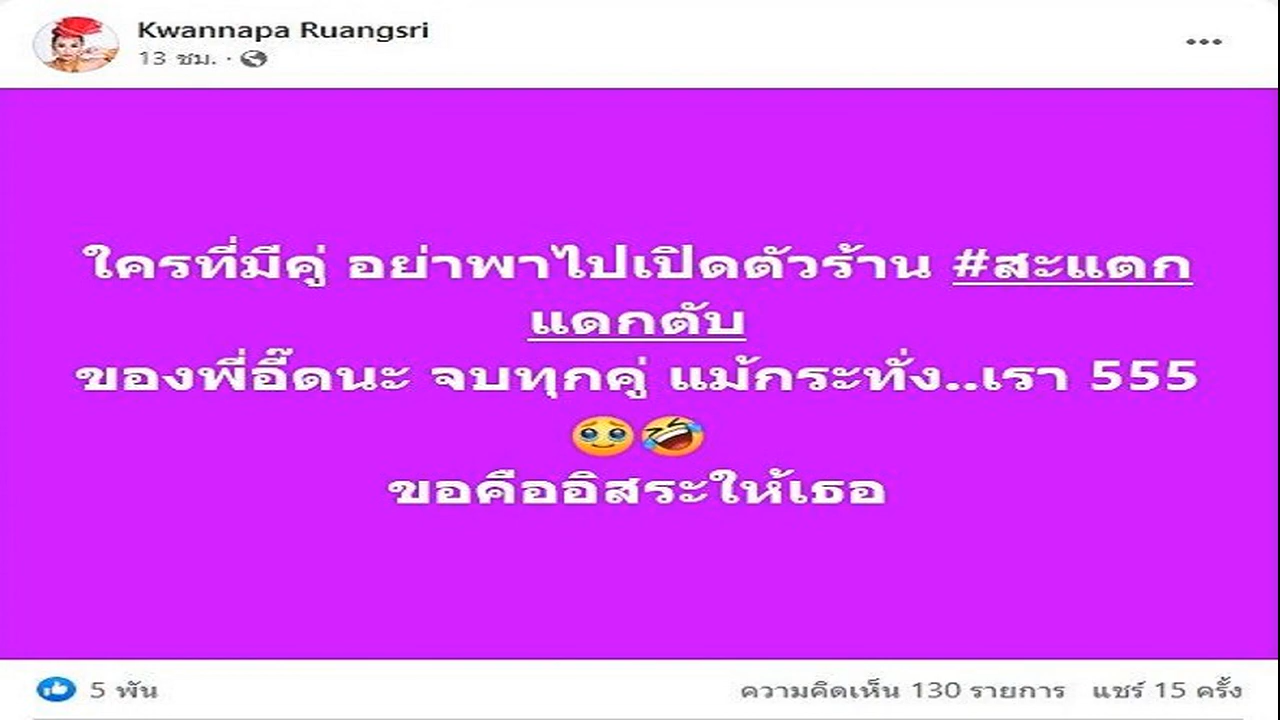 Kwannapa Ruangsri
13 ชม. ·
ใครที่มีคู่ อย่าพาไปเปิดตัวร้าน #สะแตก
แดกตับ
ของพี่อี๊ดนะ จบทุกคู่ แม้กระทั่ง..เรา 555
🥹🤣
ขอคืออิสระให้เธอ
5 พัน
ความคิดเห็น 130 รายการ แชร์ 15 ครั้ง